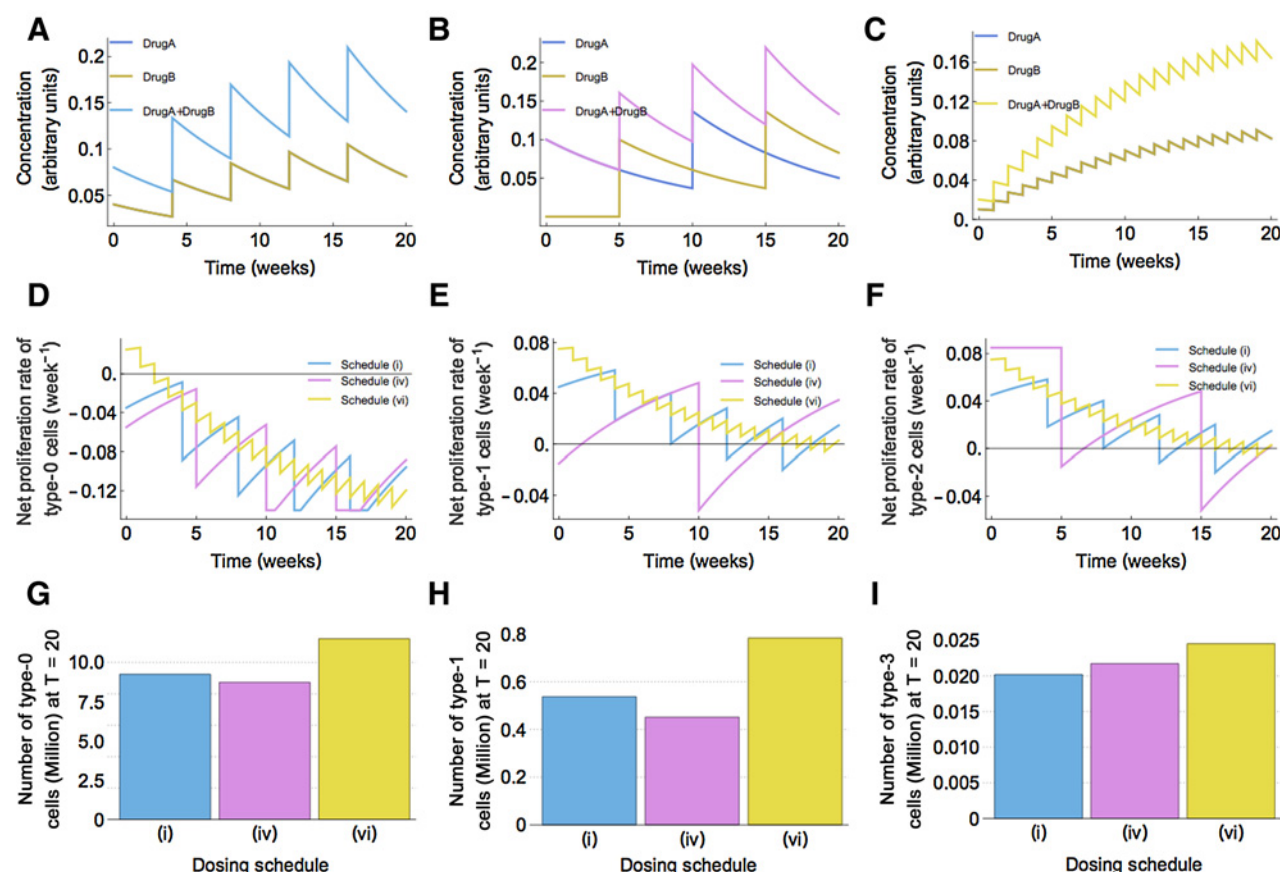 A
Concentration
(arbitrary units)
0.2
0.15
0.1
0.05
DrugA
DrugB
DrugA+DrugB
0 5 10 15 20
Time (weeks)
B
Concentration
(arbitrary units)
0.2
0.15
0.1
0.05
DrugA
DrugB
DrugA+DrugB
0 5 10 15 20
Time (weeks)
C
Concentration
(arbitrary units)
0.16
0.12
0.08
0.04
0.
DrugA
DrugB
DrugA+DrugB
0 5 10 15 20
Time (weeks)
D
Net proliferation rate of
type-0 cells (week⁻¹)
0.
-0.04
-0.08
-0.12
Schedule (i)
Schedule (iv)
Schedule (vi)
0 5 10 15 20
Time (weeks)
E
Net proliferation rate of
type-1 cells (week⁻¹)
0.08
0.04
0.
-0.04
Schedule (i)
Schedule (iv)
Schedule (vi)
0 5 10 15 20
Time (weeks)
F
Net proliferation rate of
type-2 cells (week⁻¹)
0.08
0.04
0.
-0.04
Schedule (i)
Schedule (iv)
Schedule (vi)
0 5 10 15 20
Time (weeks)
G
Number of type-0
cells (Million) at T = 20
10.0
7.5
5.0
2.5
0
(i) (iv) (vi)
Dosing schedule
H
Number of type-1
cells (Million) at T = 20
0.8
0.6
0.4
0.2
0
(i) (iv) (vi)
Dosing schedule
I
Number of type-3
cells (Million) at T = 20
0.025
0.020
0.015
0.010
0.005
0
(i) (iv) (vi)
Dosing schedule